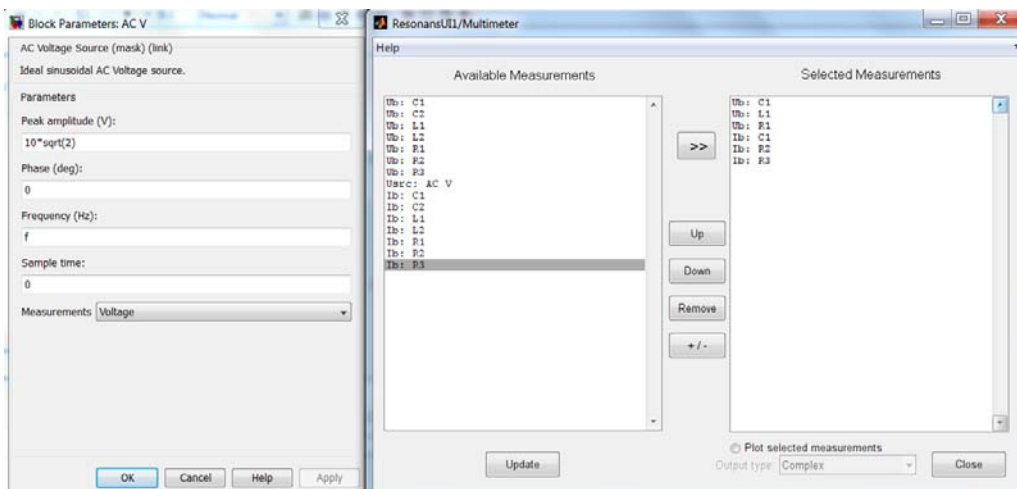 Block Parameters: AC V
AC Voltage Source (mask) (link)
Ideal sinusoidal AC Voltage source.
Parameters
Peak amplitude (V):
10*sqrt(2)
Phase (deg):
0
Frequency (Hz):
f
Sample time:
0
Measurements Voltage
OK Cancel Help Apply
ResonansUI1/Multimeter
Help
Available Measurements
Ub: C1
Ub: C2
Ub: L1
Ub: L2
Ub: R1
Ub: R2
Ub: R3
Usrc: AC V
Ib: C1
Ib: C2
Ib: L1
Ib: L2
Ib: R1
Ib: R2
Ib: R3
Update
>>
Up
Down
Remove
+ / -
Selected Measurements
Ub: C1
Ub: L1
Ub: R1
Ib: C1
Ib: R2
Ib: R3
Plot selected measurements
Output type: Complex
Close